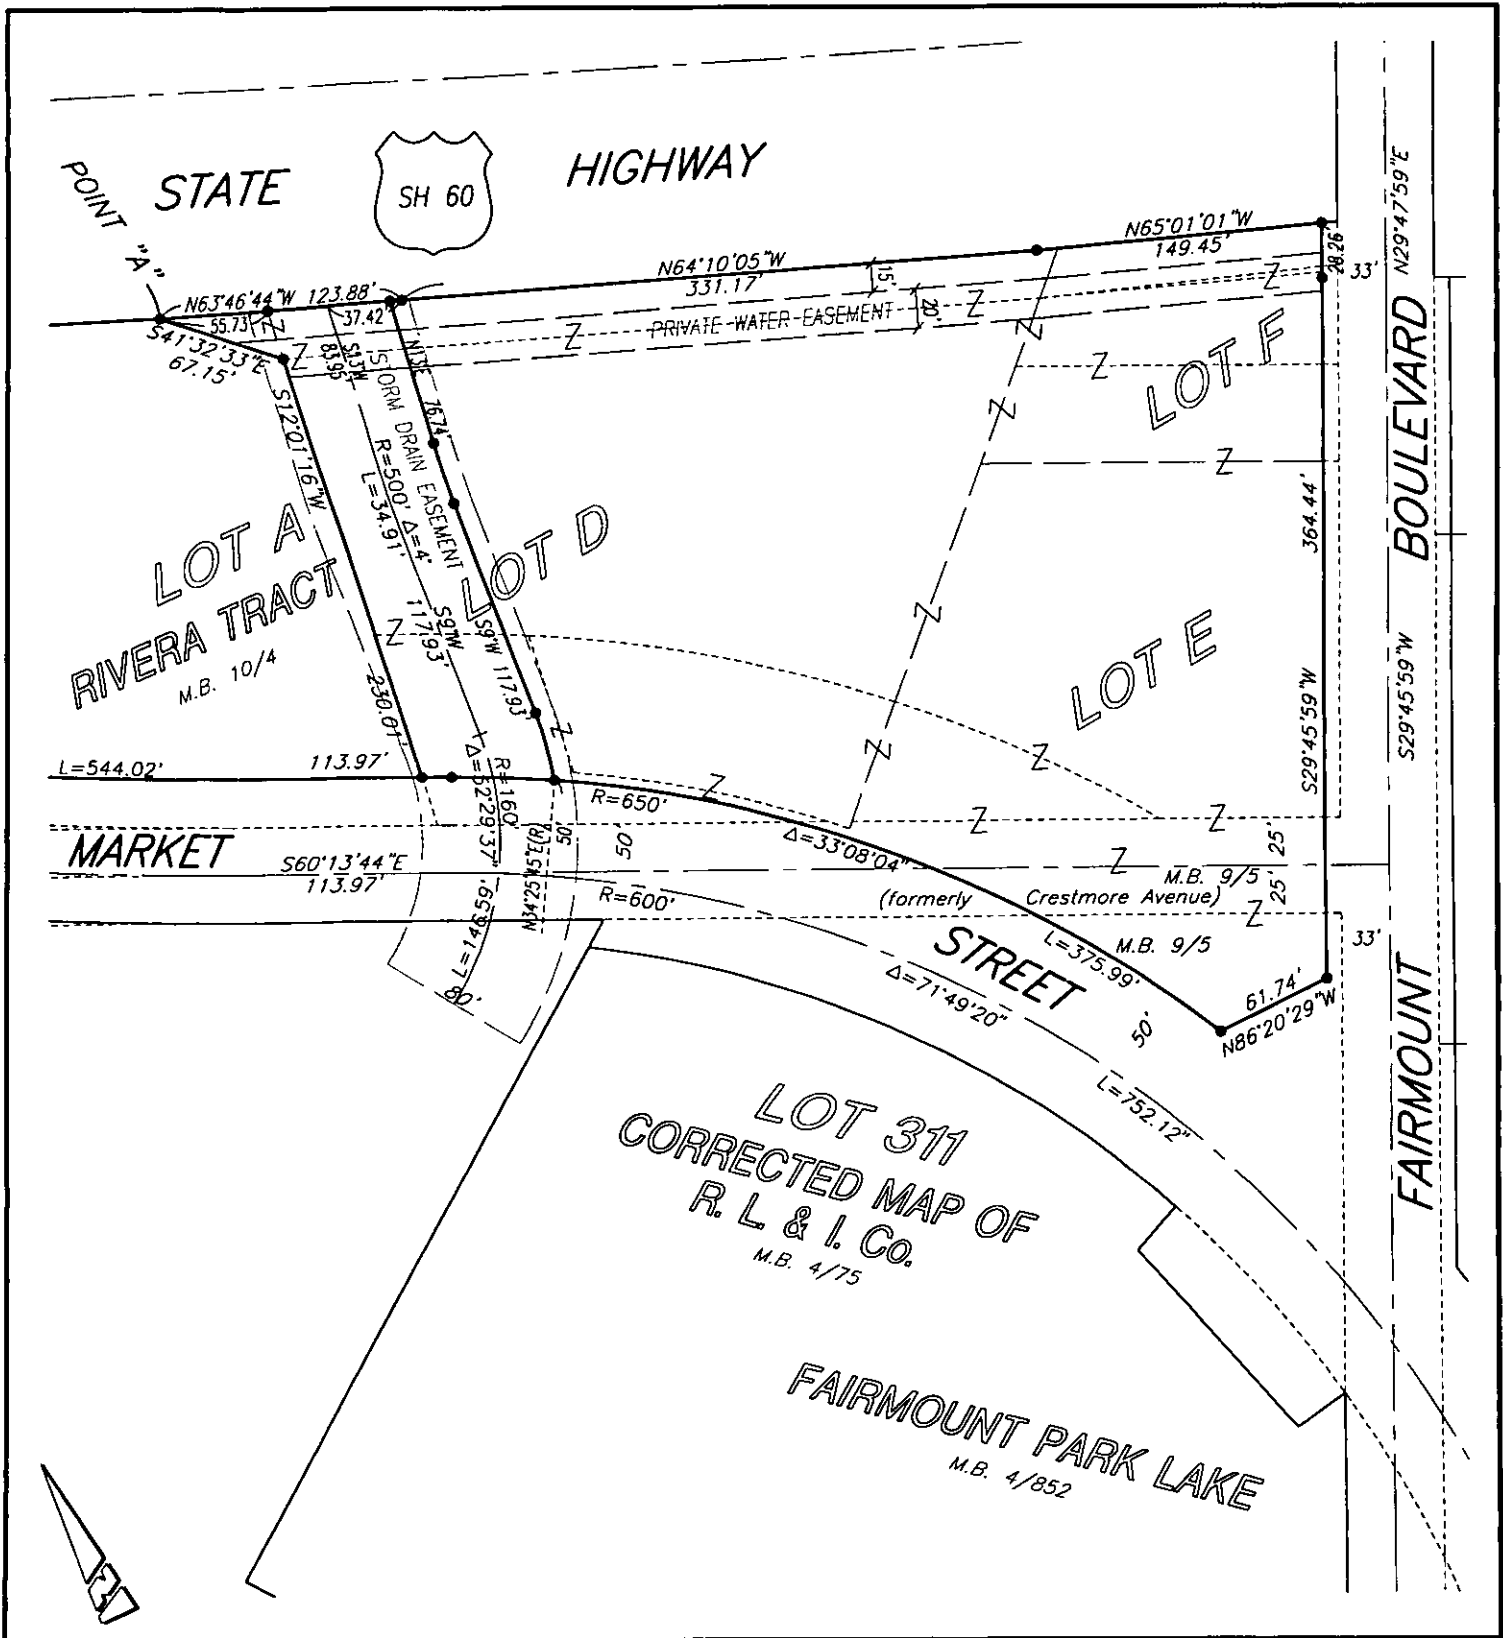 STATE
SH 60
HIGHWAY
POINT "A"
N63°46'44"W 123.88'
55.73'
37.42'
S41°32'33"E
67.15'
N64°10'05"W
331.17'
15'
20'
N65°01'01"W
149.45'
28.26'
33'
N29°47'59"E
PRIVATE WATER EASEMENT
S13°W
83.95'
STORM DRAIN EASEMENT
N13°E
76.74'
S12°01'16"W
230.01'
R=500' Δ=4°
L=34.91'
S9°W
117.93'
S9°W 117.93'
LOT A
RIVERA TRACT
M.B. 10/4
LOT D
LOT F
LOT E
364.44'
S29°45'59"W
S29°45'59"W
BOULEVARD
FAIRMOUNT
L=544.02'
113.97'
MARKET
S60°13'44"E
113.97'
Δ=52°29'37"
R=160'
L=146.59'
80'
N34°25'45"E(R)
50'
50'
R=650'
Δ=33°08'04"
R=600'
(formerly Crestmore Avenue)
M.B. 9/5
M.B. 9/5
25'
25'
33'
STREET
L=375.99'
Δ=71°49'20"
50'
61.74'
N86°20'29"W
L=752.12"
LOT 311
CORRECTED MAP OF
R. L. & I. Co.
M.B. 4/75
FAIRMOUNT PARK LAKE
M.B. 4/852
N